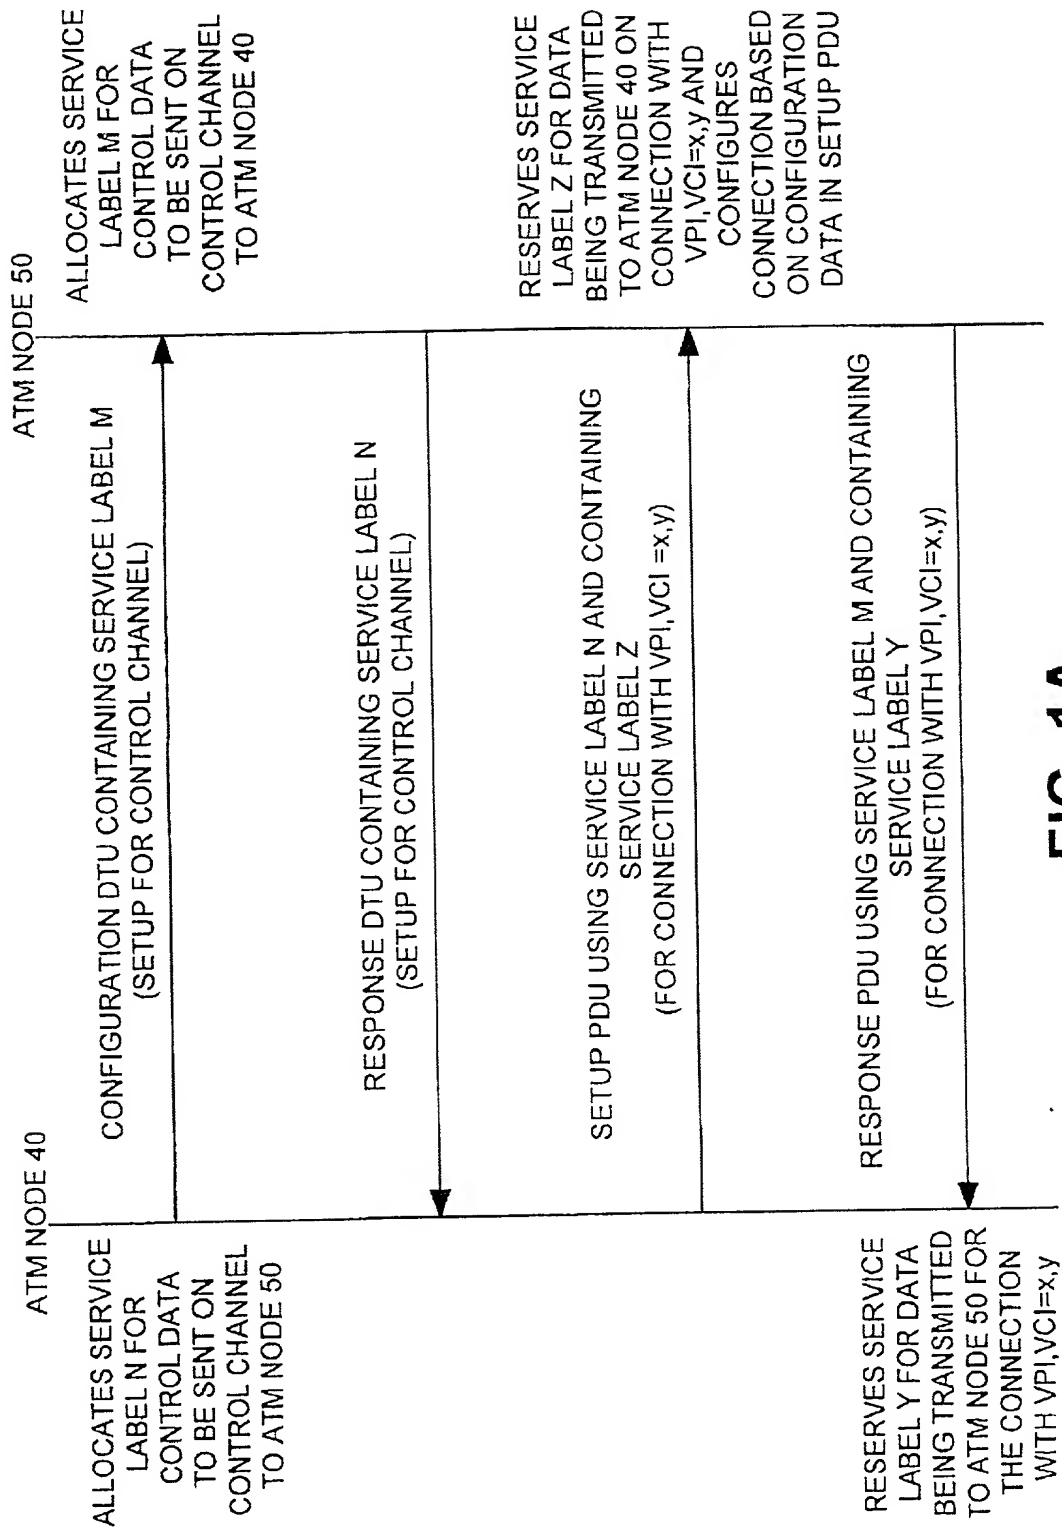 ATM NODE 40
ATM NODE 50
ALLOCATES SERVICE
LABEL N FOR
CONTROL DATA
TO BE SENT ON
CONTROL CHANNEL
TO ATM NODE 50
CONFIGURATION DTU CONTAINING SERVICE LABEL M
(SETUP FOR CONTROL CHANNEL)
ALLOCATES SERVICE
LABEL M FOR
CONTROL DATA
TO BE SENT ON
CONTROL CHANNEL
TO ATM NODE 40
RESPONSE DTU CONTAINING SERVICE LABEL N
(SETUP FOR CONTROL CHANNEL)
SETUP PDU USING SERVICE LABEL N AND CONTAINING
SERVICE LABEL Z
(FOR CONNECTION WITH VPI,VCI =x,y)
RESERVES SERVICE
LABEL Z FOR DATA
BEING TRANSMITTED
TO ATM NODE 40 ON
CONNECTION WITH
VPI,VCI=x,y AND
CONFIGURES
CONNECTION BASED
ON CONFIGURATION
DATA IN SETUP PDU
RESPONSE PDU USING SERVICE LABEL M AND CONTAINING
SERVICE LABEL Y
(FOR CONNECTION WITH VPI,VCI=x,y)
RESERVES SERVICE
LABEL Y FOR DATA
BEING TRANSMITTED
TO ATM NODE 50 FOR
THE CONNECTION
WITH VPI,VCI=x,y
FIG. 1A